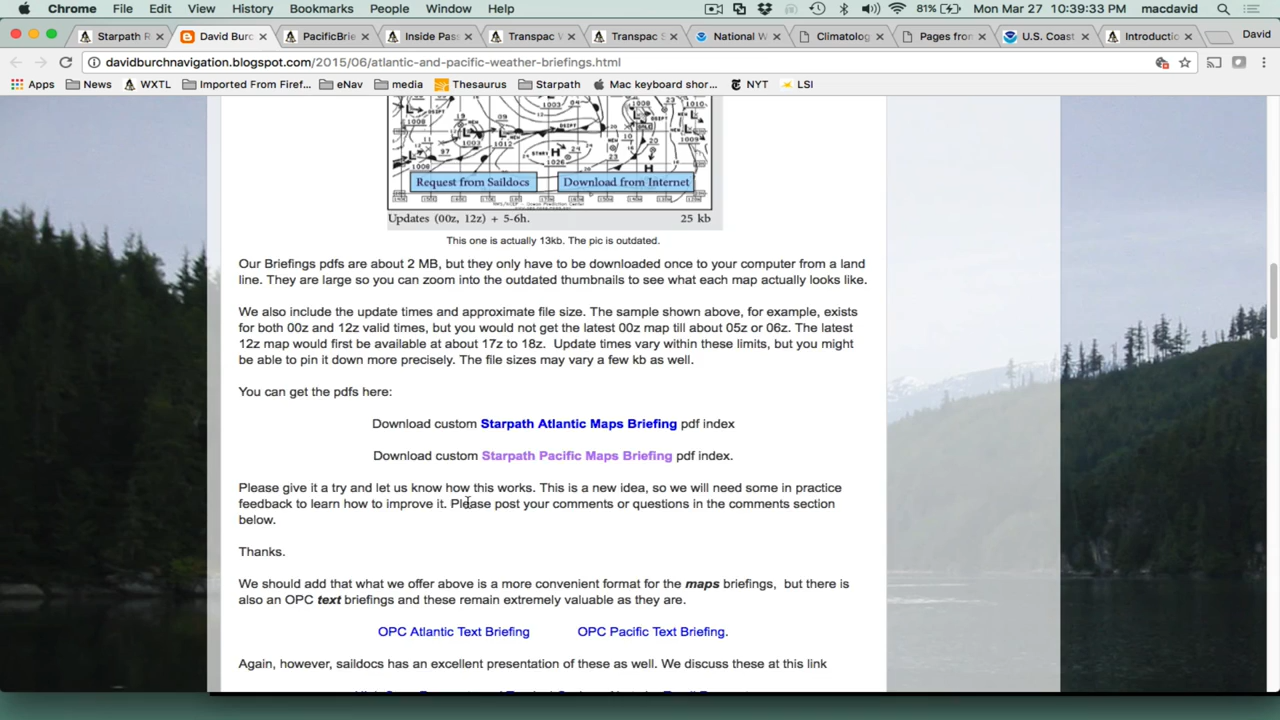 Chrome File Edit View History Bookmarks People Window Help 81% Mon Mar 27 10:39:33 PM macdavid
Starpath R David Burc PacificBrie Inside Pas Transpac W Transpac S National W Climatolog Pages from U.S. Coast Introductio David
davidburchnavigation.blogspot.com/2015/06/atlantic-and-pacific-weather-briefings.html
Apps News WXTL Imported From Firef... eNav media Thesaurus Starpath Mac keyboard shor... NYT LSI
Request from Saildocs Download from Internet
Updates (00z, 12z) + 5-6h. 25 kb
This one is actually 13kb. The pic is outdated.
Our Briefings pdfs are about 2 MB, but they only have to be downloaded once to your computer from a land
line. They are large so you can zoom into the outdated thumbnails to see what each map actually looks like.
We also include the update times and approximate file size. The sample shown above, for example, exists
for both 00z and 12z valid times, but you would not get the latest 00z map till about 05z or 06z. The latest
12z map would first be available at about 17z to 18z. Update times vary within these limits, but you might
be able to pin it down more precisely. The file sizes may vary a few kb as well.
You can get the pdfs here:
Download custom Starpath Atlantic Maps Briefing pdf index
Download custom Starpath Pacific Maps Briefing pdf index.
Please give it a try and let us know how this works. This is a new idea, so we will need some in practice
feedback to learn how to improve it. Please post your comments or questions in the comments section
below.
Thanks.
We should add that what we offer above is a more convenient format for the maps briefings, but there is
also an OPC text briefings and these remain extremely valuable as they are.
OPC Atlantic Text Briefing OPC Pacific Text Briefing.
Again, however, saildocs has an excellent presentation of these as well. We discuss these at this link